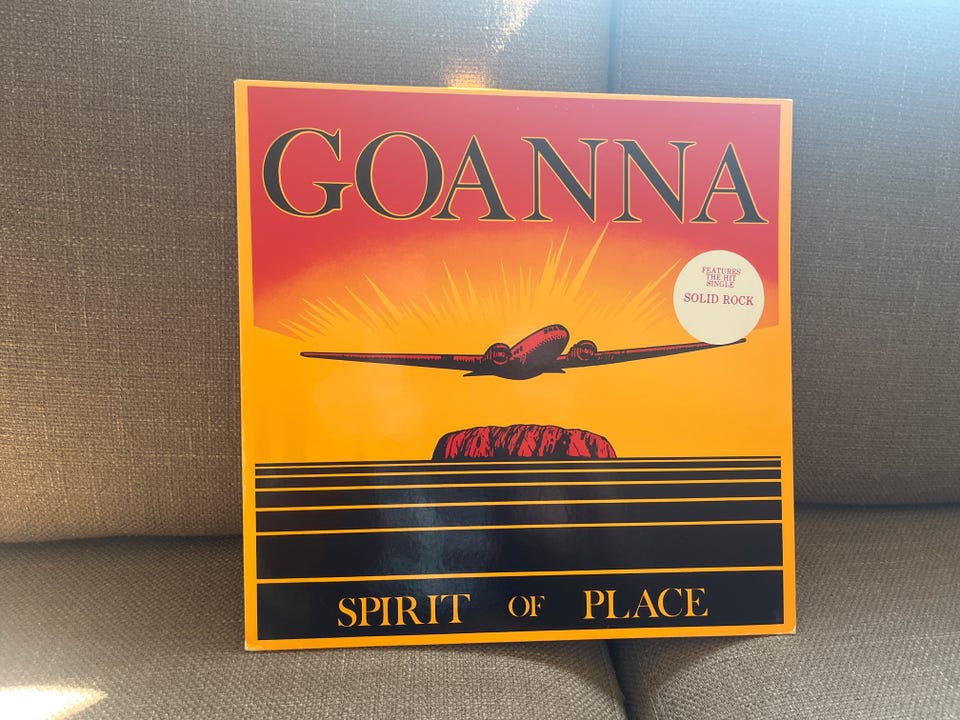 GOANNA
FEATURES
THE HIT
SINGLE
SOLID ROCK
SPIRIT OF PLACE